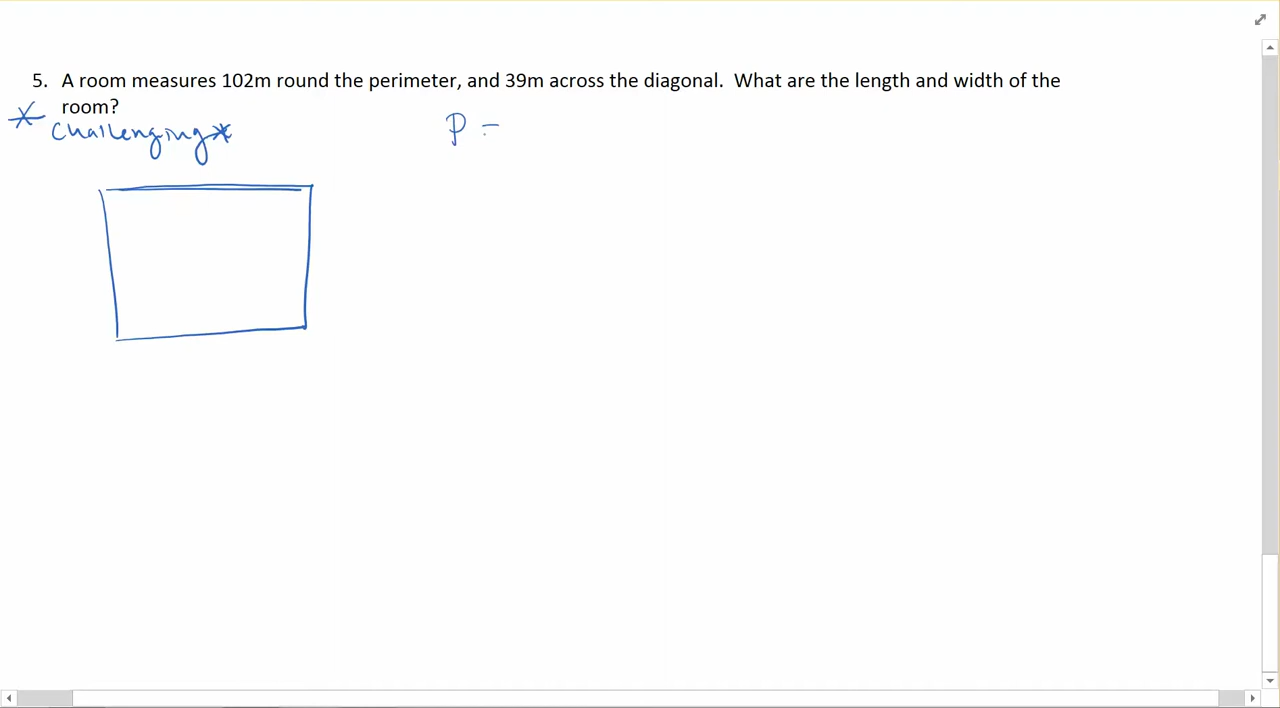 5. A room measures 102m round the perimeter, and 39m across the diagonal. What are the length and width of the
room?
* Challenging*
P =